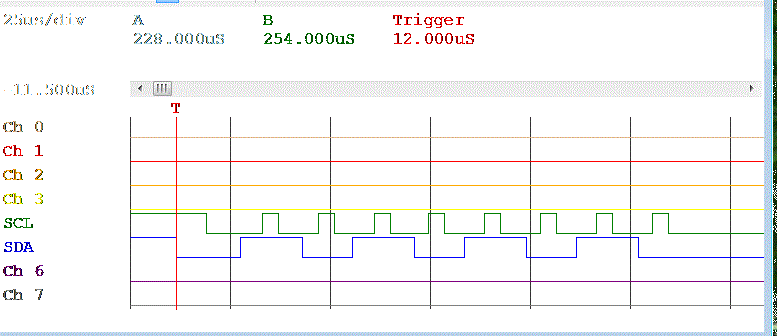 25us/div A B Trigger
228.000uS 254.000uS 12.000uS
-11.500uS
T
Ch 0
Ch 1
Ch 2
Ch 3
SCL
SDA
Ch 6
Ch 7